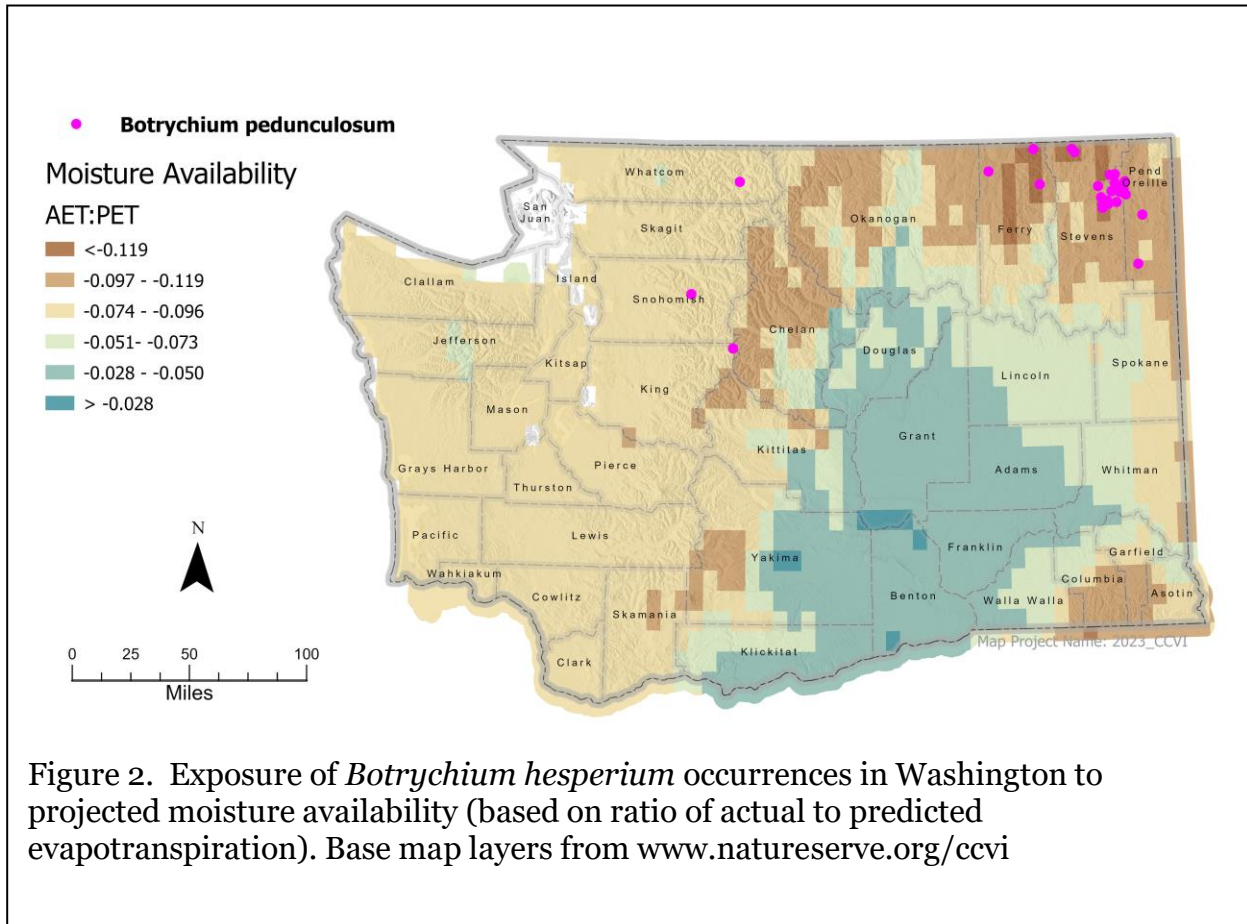 Botrychium pedunculosum
Moisture Availability
AET:PET
<-0.119
-0.097 - -0.119
-0.074 - -0.096
-0.051- -0.073
-0.028 - -0.050
> -0.028
N
0 25 50 100
Miles
Whatcom
San
Juan
Skagit
Island
Clallam
Snohomish
Jefferson
Kitsap
King
Mason
Grays Harbor
Pierce
Thurston
Pacific
Lewis
Wahkiakum
Cowlitz
Skamania
Clark
Okanogan
Ferry
Stevens
Pend
Oreille
Chelan
Douglas
Lincoln
Spokane
Kittitas
Grant
Adams
Whitman
Yakima
Franklin
Garfield
Columbia
Asotin
Benton
Walla Walla
Klickitat
Map Project Name: 2023_CCVI
Figure 2.  Exposure of Botrychium hesperium occurrences in Washington to
projected moisture availability (based on ratio of actual to predicted
evapotranspiration). Base map layers from www.natureserve.org/ccvi